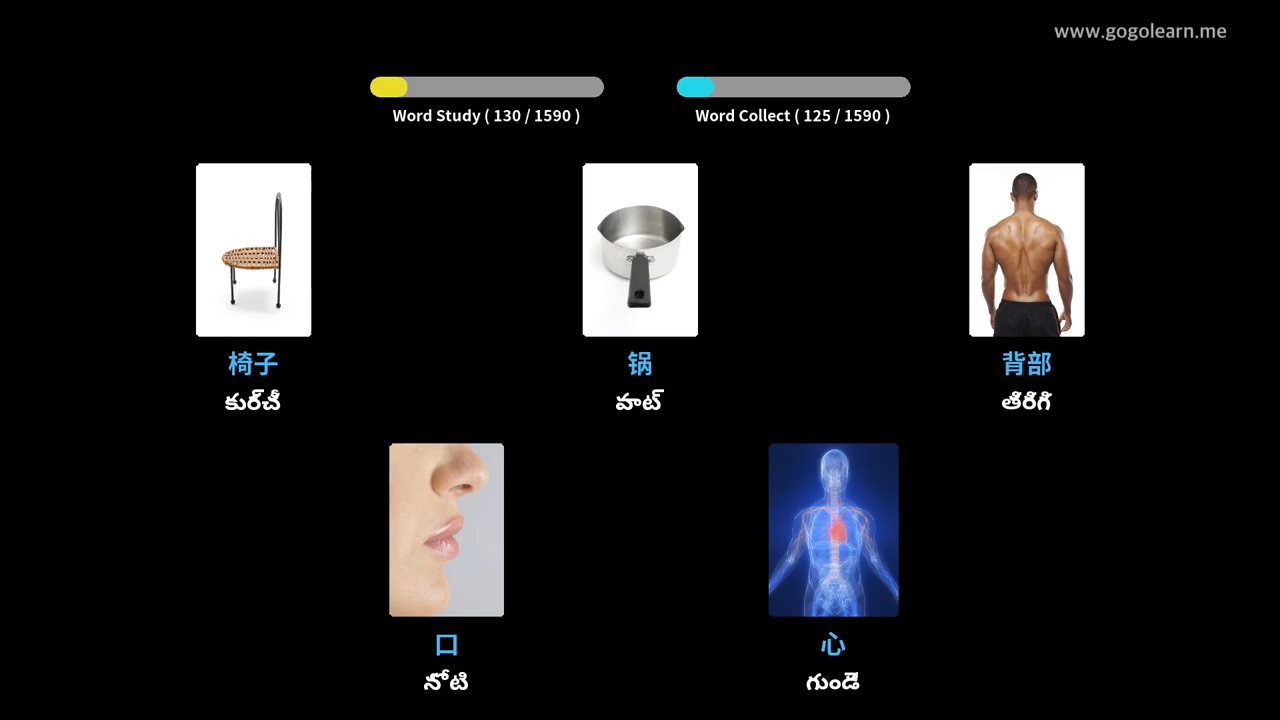 www.gogolearn.me
Word Study ( 130 / 1590 )
Word Collect ( 125 / 1590 )
椅子
కుర్చీ
锅
వాట్
背部
తిరిగి
口
నోటి
心
గుండె